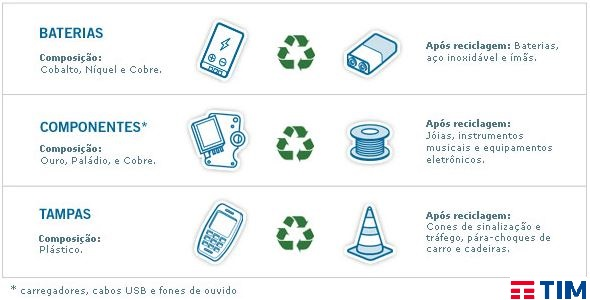 BATERIAS
Composição:
Cobalto, Níquel e Cobre.
Após reciclagem: Baterias,
aço inoxidável e ímãs.
COMPONENTES*
Composição:
Ouro, Paládio, e Cobre.
Após reciclagem:
Jóias, instrumentos
musicais e equipamentos
eletrônicos.
TAMPAS
Composição:
Plástico.
Após reciclagem:
Cones de sinalização e
tráfego, pára-choques de
carro e cadeiras.
* carregadores, cabos USB e fones de ouvido
TIM